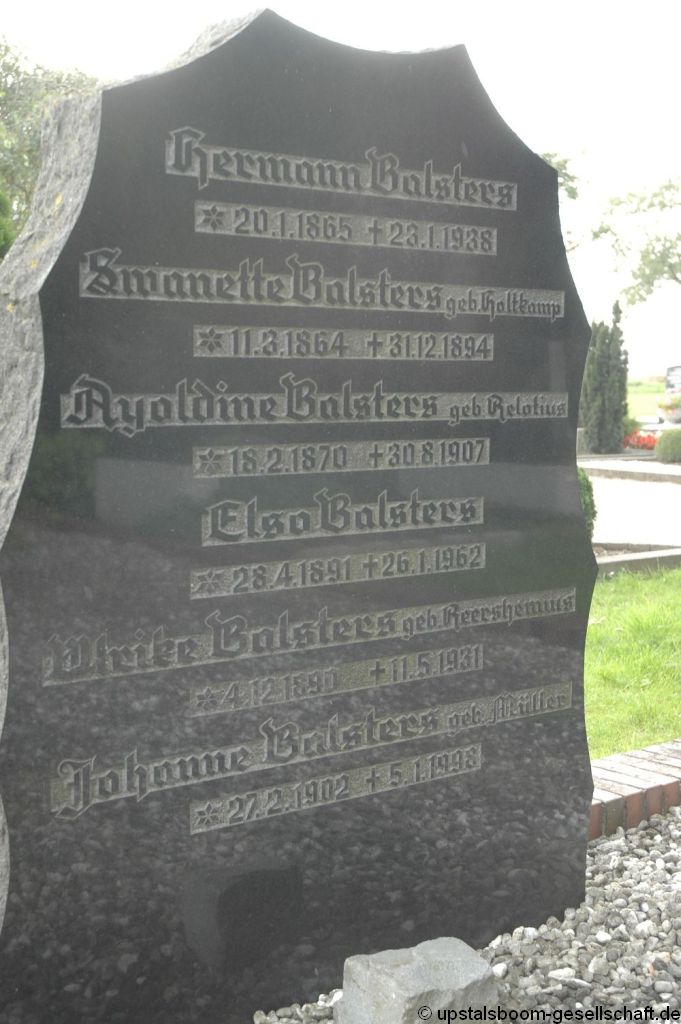 Hermann Balsters
* 20.1.1865 + 23.1.1938
Swanette Balsters geb. Holtkamp
* 11.3.1864 + 31.12.1894
Ayoldine Balsters geb. Relotius
* 18.2.1870 + 30.8.1907
Elso Balsters
* 28.4.1891 + 26.1.1962
Ulrike Balsters geb. Reershemius
* 4.12.1895 + 11.5.1931
Johanne Balsters geb. Müller
* 27.2.1902 + 5.1.1998
© upstalsboom-gesellschaft.de